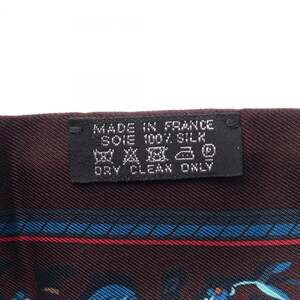 MADE IN FRANCE
SOIE 100% SILK
DRY CLEAN ONLY